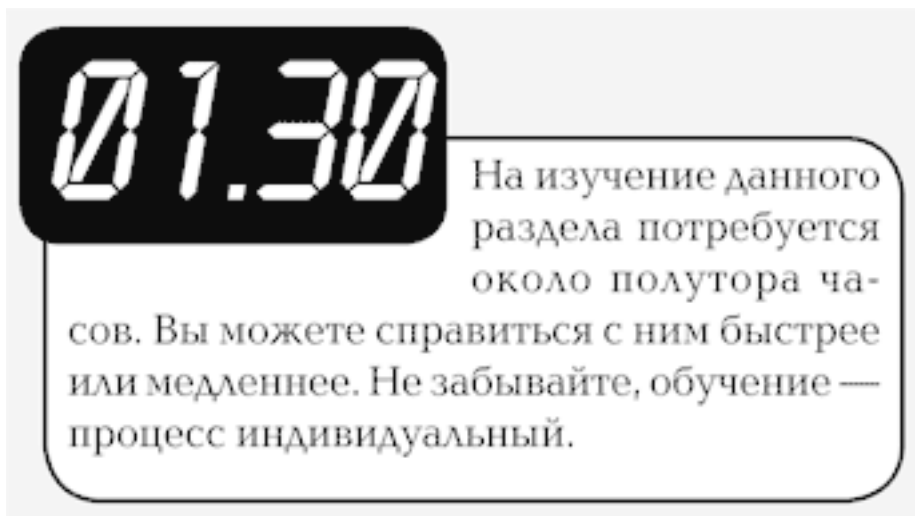 01.30
На изучение данного
раздела потребуется
около полутора ча-
сов. Вы можете справиться с ним быстрее
или медленнее. Не забывайте, обучение —
процесс индивидуальный.